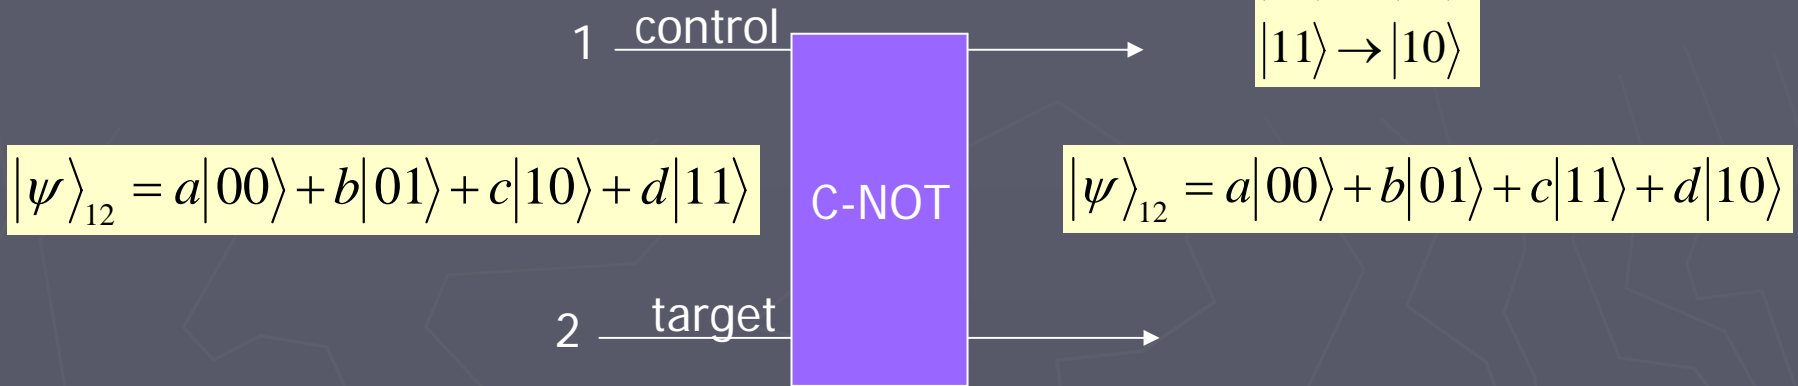 1 control
|11⟩→|10⟩
|ψ⟩₁₂ = a|00⟩+b|01⟩+c|10⟩+d|11⟩
C-NOT
|ψ⟩₁₂ = a|00⟩+b|01⟩+c|11⟩+d|10⟩
2 target